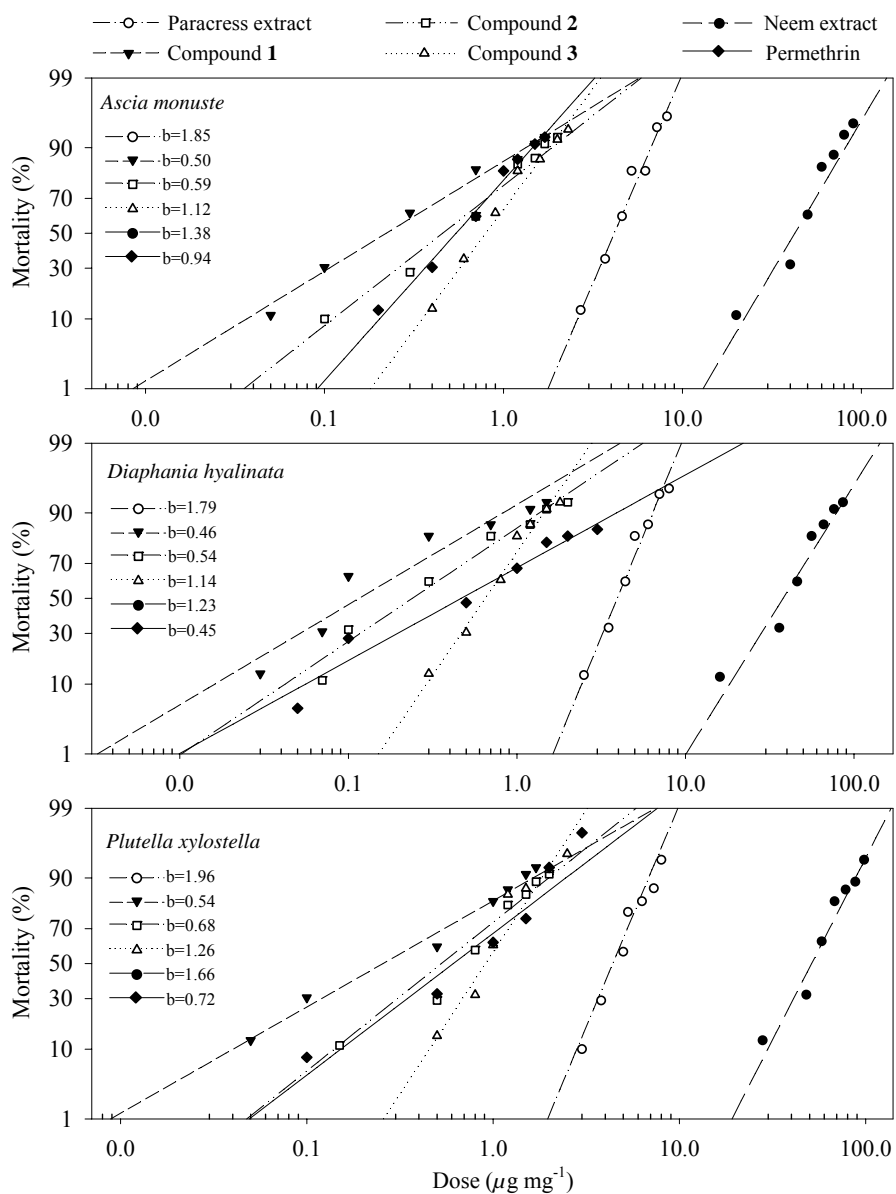 Paracress extract Compound 2 Neem extract
Compound 1 Compound 3 Permethrin
99
Ascia monuste
b=1.85
90
b=0.50
b=0.59
70
b=1.12
50
b=1.38
30
b=0.94
10
1
Mortality (%)
0.0 0.1 1.0 10.0 100.0
99
Diaphania hyalinata
b=1.79
90
b=0.46
b=0.54
70
b=1.14
50
b=1.23
30
b=0.45
10
1
Mortality (%)
0.0 0.1 1.0 10.0 100.0
99
Plutella xylostella
b=1.96
90
b=0.54
b=0.68
70
b=1.26
50
b=1.66
30
b=0.72
10
1
Mortality (%)
0.0 0.1 1.0 10.0 100.0
Dose (µg mg⁻¹)